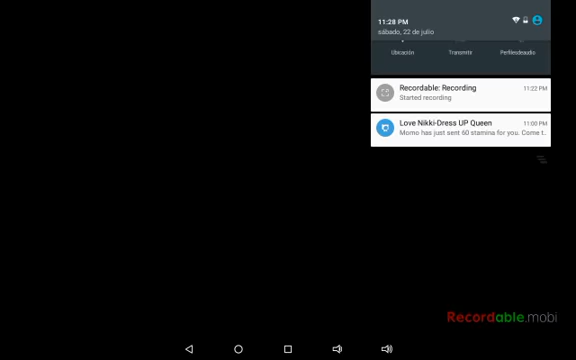 11:28 PM
sábado, 22 de julio
Ubicación
Transmitir
Perfilesdeaudio
Recordable: Recording
11:22 PM
Started recording
Love Nikki-Dress UP Queen
11:00 PM
Momo has just sent 60 stamina for you. Come t..
Recordable.mobi